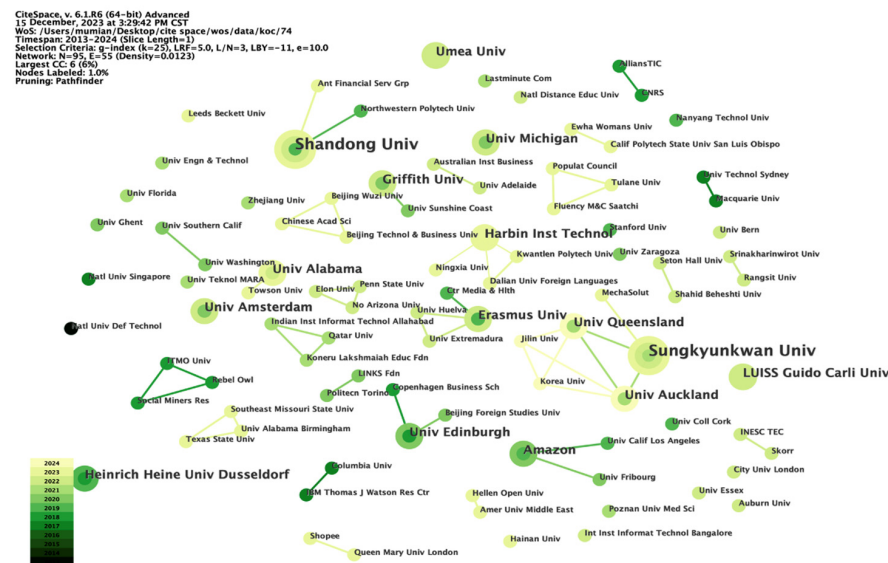 CiteSpace, v. 6.1.R6 (64-bit) Advanced
15 December, 2023 at 3:29:42 PM CST
WoS: /Users/mumian/Desktop/cite space/wos/data/koc/74
Timespan: 2013-2024 (Slice Length=1)
Selection Criteria: g-index (k=25), LRF=5.0, L/N=3, LBY=-11, e=10.0
Network: N=95, E=55 (Density=0.0123)
Largest CC: 6 (6%)
Nodes Labeled: 1.0%
Pruning: Pathfinder
Umea Univ
AlliansTIC
Ant Financial Serv Grp
Lastminute Com
CNRS
Natl Distance Educ Univ
Leeds Beckett Univ
Northwestern Polytech Univ
Nanyang Technol Univ
Ewha Womans Univ
Shandong Univ
Univ Michigan
Calif Polytech State Univ San Luis Obispo
Australian Inst Business
Univ Engn & Technol
Populat Council
Univ Technol Sydney
Griffith Univ
Tulane Univ
Univ Adelaide
Univ Florida
Beijing Wuzi Univ
Macquarie Univ
Zhejiang Univ
Fluency M&C Saatchi
Univ Sunshine Coast
Univ Ghent
Chinese Acad Sci
Univ Southern Calif
Stanford Univ
Univ Bern
Harbin Inst Technol
Beijing Technol & Business Univ
Kwantlen Polytech Univ
Univ Zaragoza
Srinakharinwirot Univ
Univ Washington
Seton Hall Univ
Ningxia Univ
Univ Alabama
Natl Univ Singapore
Univ Teknol MARA
Rangsit Univ
Dalian Univ Foreign Languages
Penn State Univ
Elon Univ
Towson Univ
Ctr Media & Hlth
MechaSolut
Shahid Beheshti Univ
No Arizona Univ
Univ Amsterdam
Univ Huelva
Erasmus Univ
Indian Inst Informat Technol Allahabad
Univ Queensland
Natl Univ Def Technol
Qatar Univ
Univ Extremadura
Jilin Univ
Sungkyunkwan Univ
Koneru Lakshmaiah Educ Fdn
ITMO Univ
LINKS Fdn
LUISS Guido Carli Univ
Rebel Owl
Korea Univ
Copenhagen Business Sch
Politecn Torino
Univ Auckland
Social Miners Res
Southeast Missouri State Univ
Beijing Foreign Studies Univ
Univ Coll Cork
Univ Alabama Birmingham
Univ Edinburgh
INESC TEC
Texas State Univ
Univ Calif Los Angeles
Amazon
Skorr
Columbia Univ
City Univ London
Heinrich Heine Univ Dusseldorf
Univ Fribourg
IBM Thomas J Watson Res Ctr
Hellen Open Univ
Univ Essex
Auburn Univ
Amer Univ Middle East
Poznan Univ Med Sci
Shopee
Hainan Univ
Int Inst Informat Technol Bangalore
Queen Mary Univ London
2024
2023
2022
2021
2020
2019
2018
2017
2016
2015